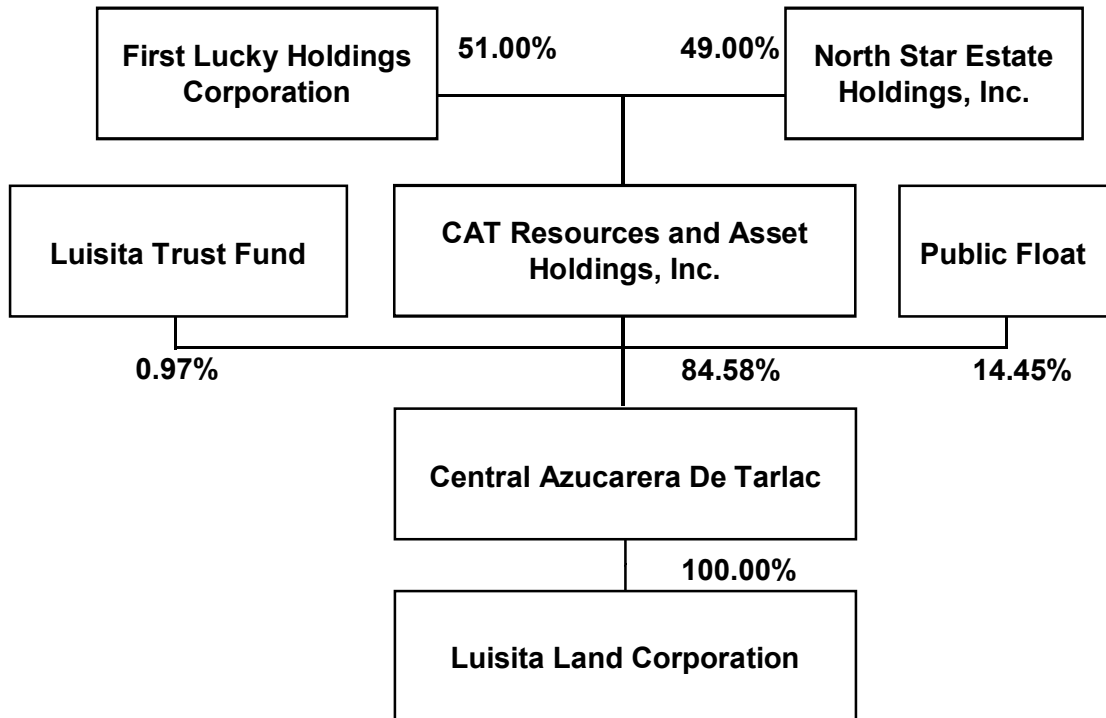 First Lucky Holdings
Corporation
51.00%
49.00%
North Star Estate
Holdings, Inc.
Luisita Trust Fund
CAT Resources and Asset
Holdings, Inc.
Public Float
0.97%
84.58%
14.45%
Central Azucarera De Tarlac
100.00%
Luisita Land Corporation